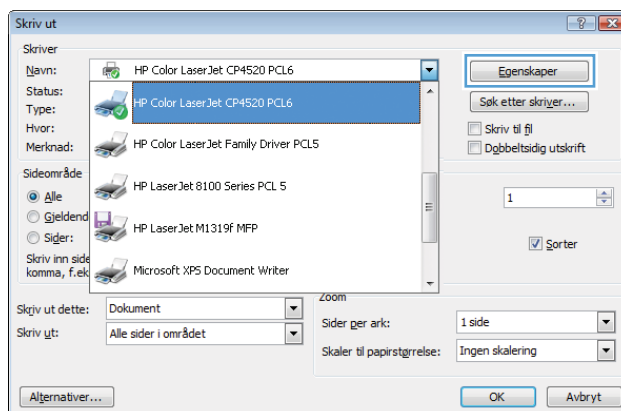 Skriv ut
Skriver
Navn: HP Color LaserJet CP4520 PCL6 Egenskaper
Status: HP Color LaserJet CP4520 PCL6 Søk etter skriver...
Type:
Hvor: HP Color LaserJet Family Driver PCL5 Skriv til fil
Merknad: Dobbeltsidig utskrift
Sideområde HP LaserJet 8100 Series PCL 5
Alle 1
Gjeldend HP LaserJet M1319f MFP
Sider: Sorter
Skriv inn side Microsoft XPS Document Writer
komma, f.ek
Skriv ut dette: Dokument Zoom
Skriv ut: Alle sider i området Sider per ark: 1 side
Skaler til papirstørrelse: Ingen skalering
Alternativer... OK Avbryt